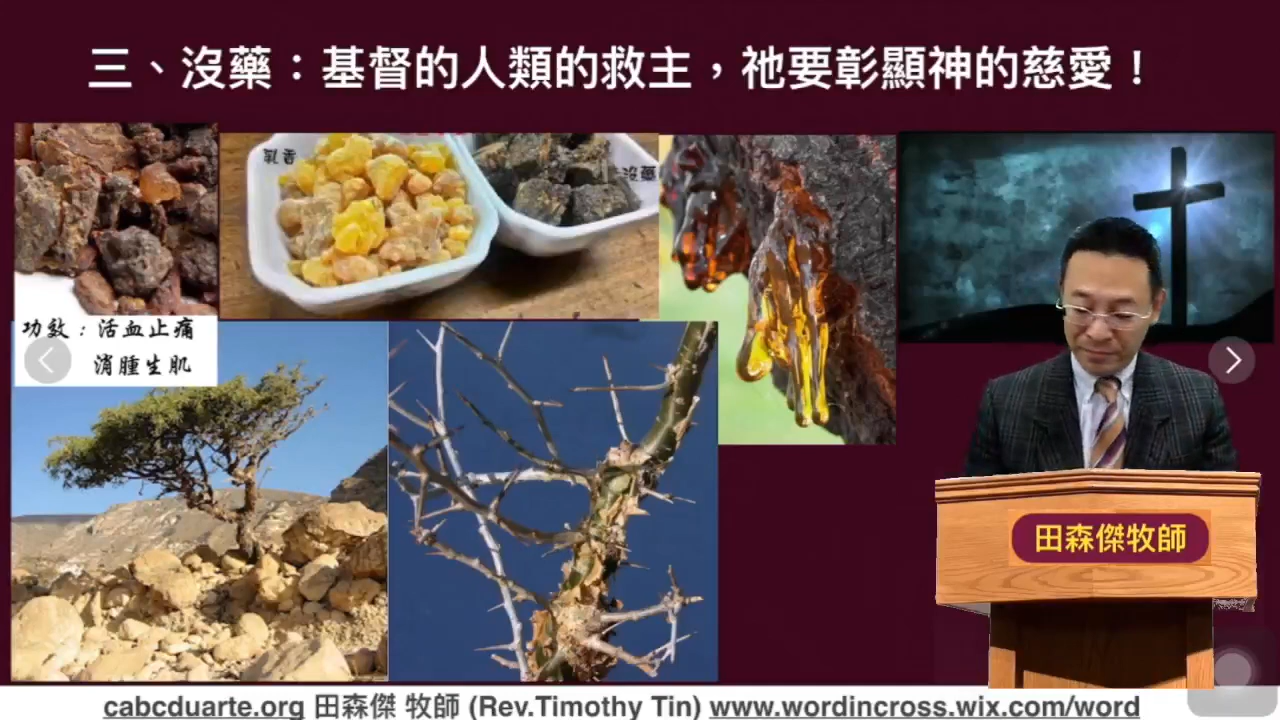 三、沒藥：基督的人類的救主，祂要彰顯神的慈愛！
乳香
沒藥
功效：活血止痛
消腫生肌
田森傑牧師
cabcduarte.org 田森傑 牧師 (Rev.Timothy Tin) www.wordincross.wix.com/word